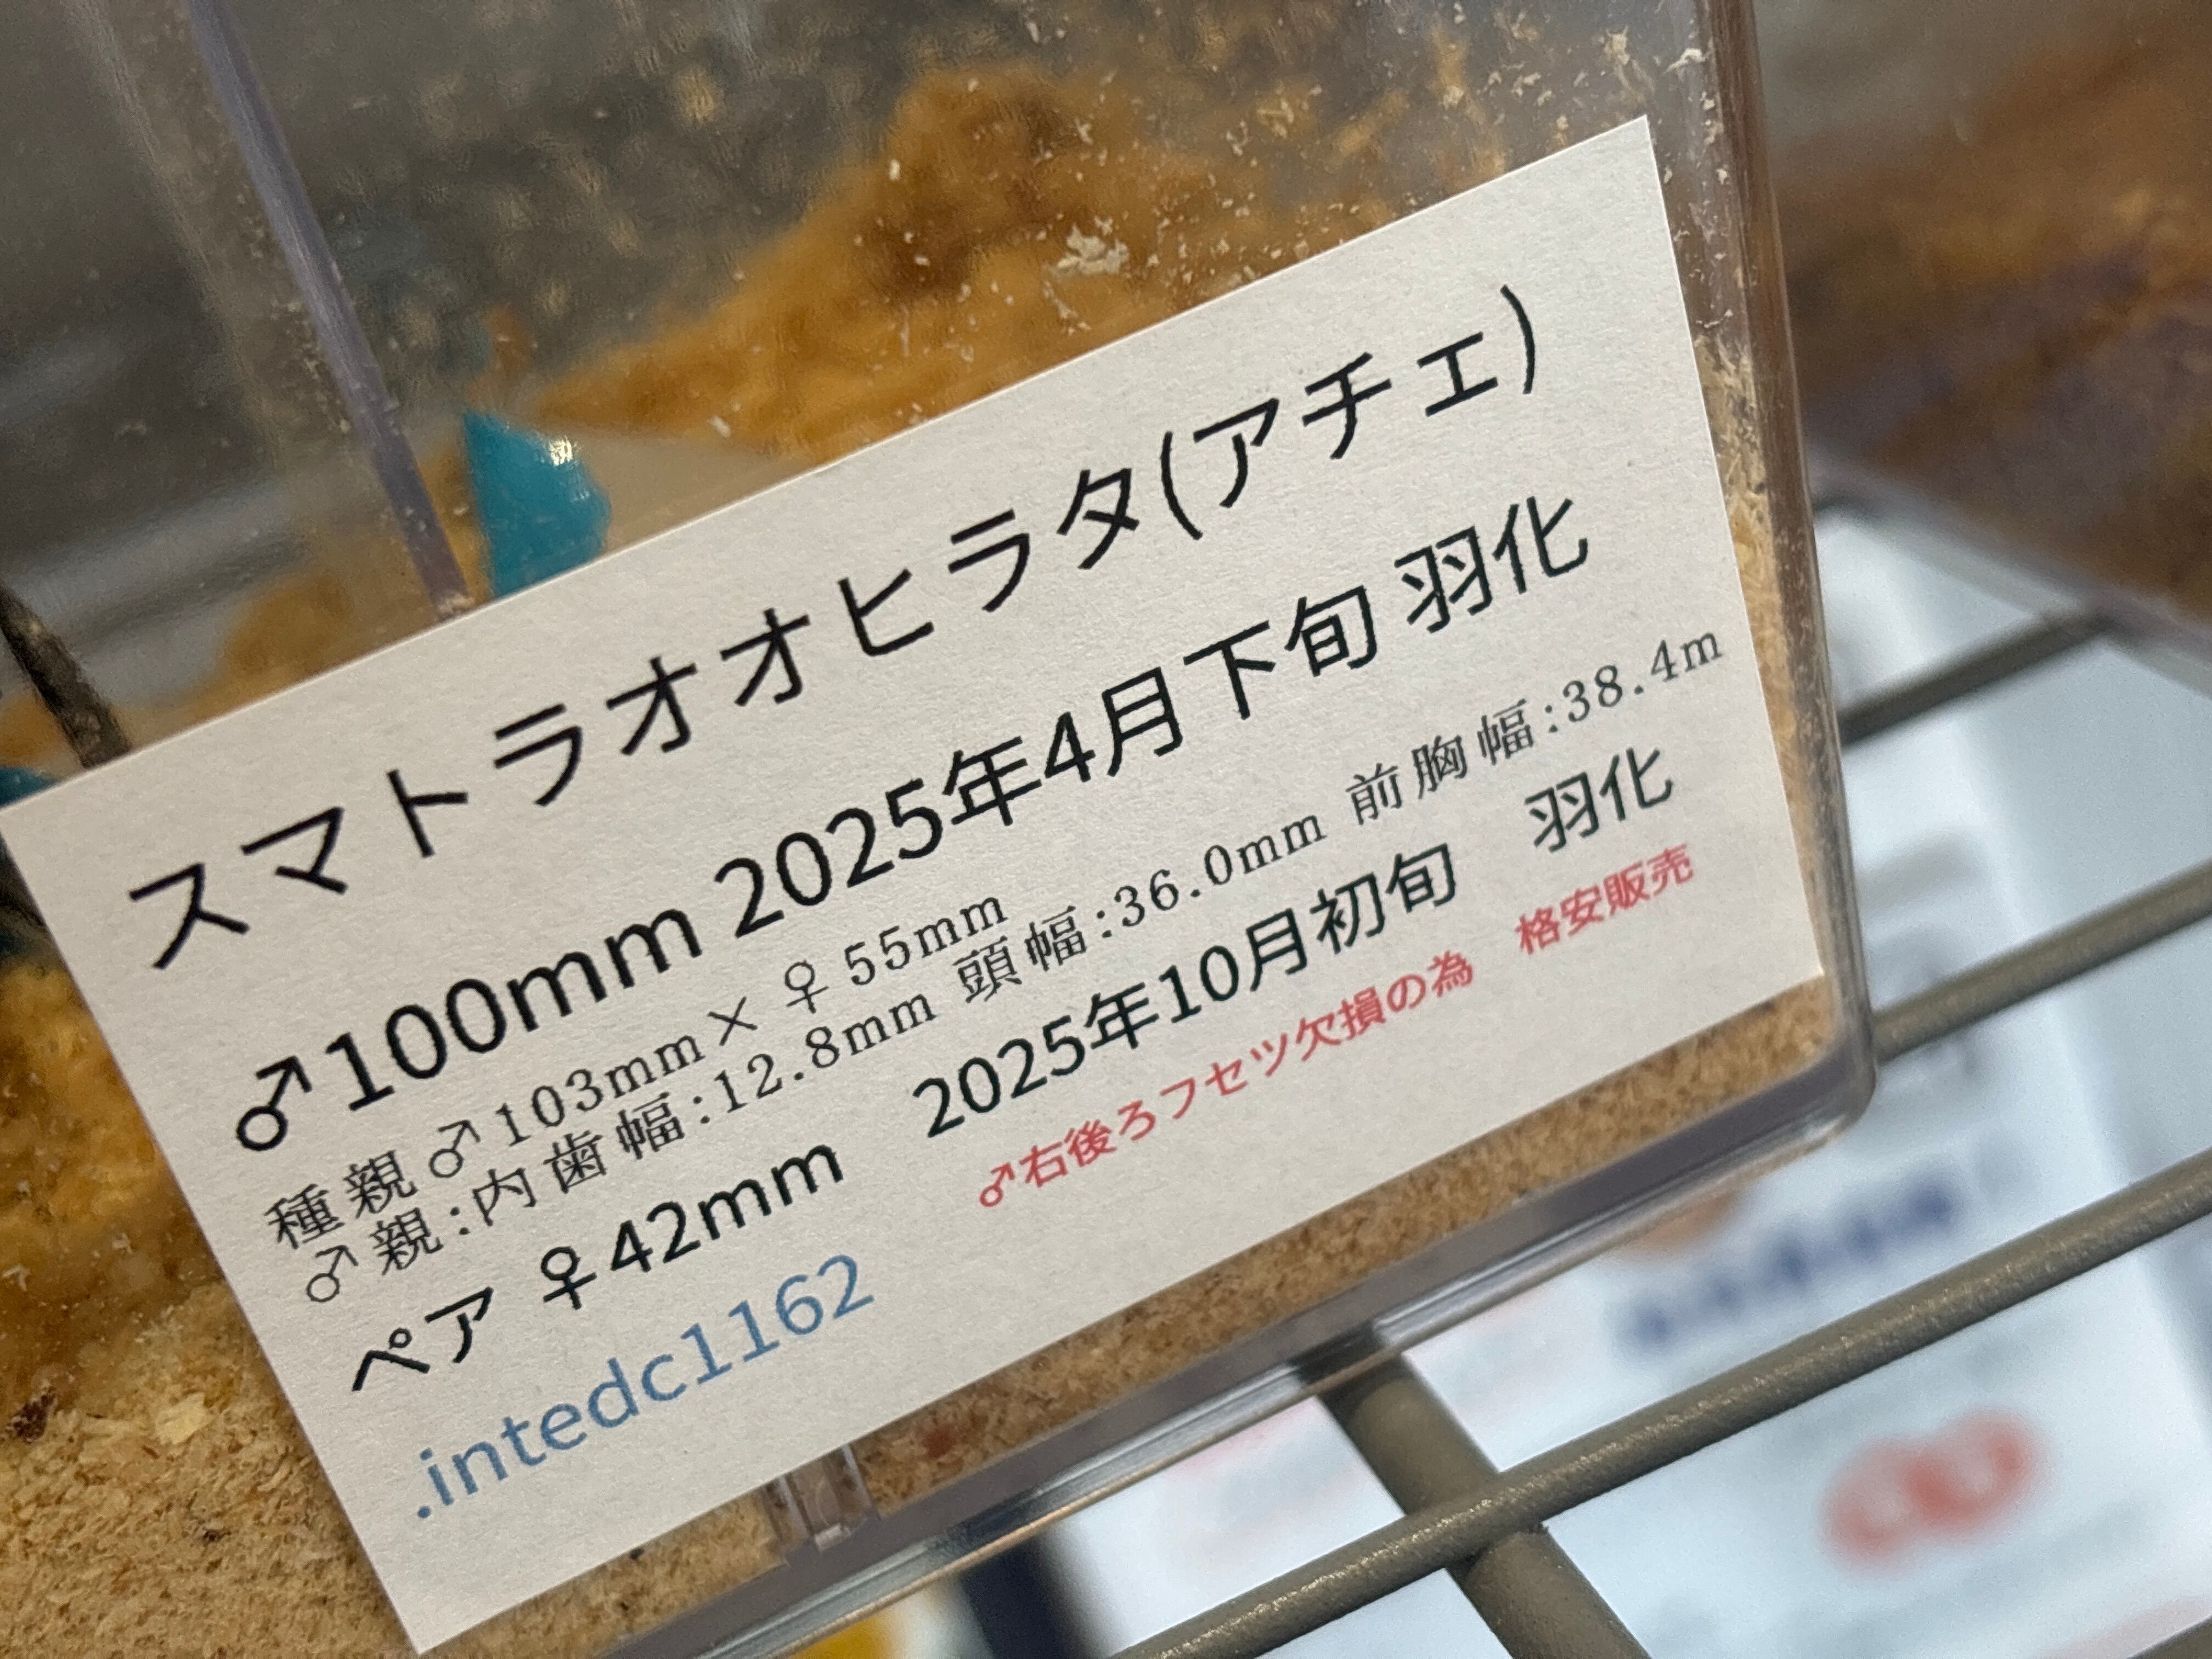 スマトラオオヒラタ(アチェ)
♂100mm 2025年4月下旬 羽化
種親♂103mm×♀55mm
♂親:内歯幅:12.8mm 頭幅:36.0mm 前胸幅:38.4m
ペア ♀42mm 2025年10月初旬 羽化
♂右後ろフセツ欠損の為 格安販売
.intedc1162